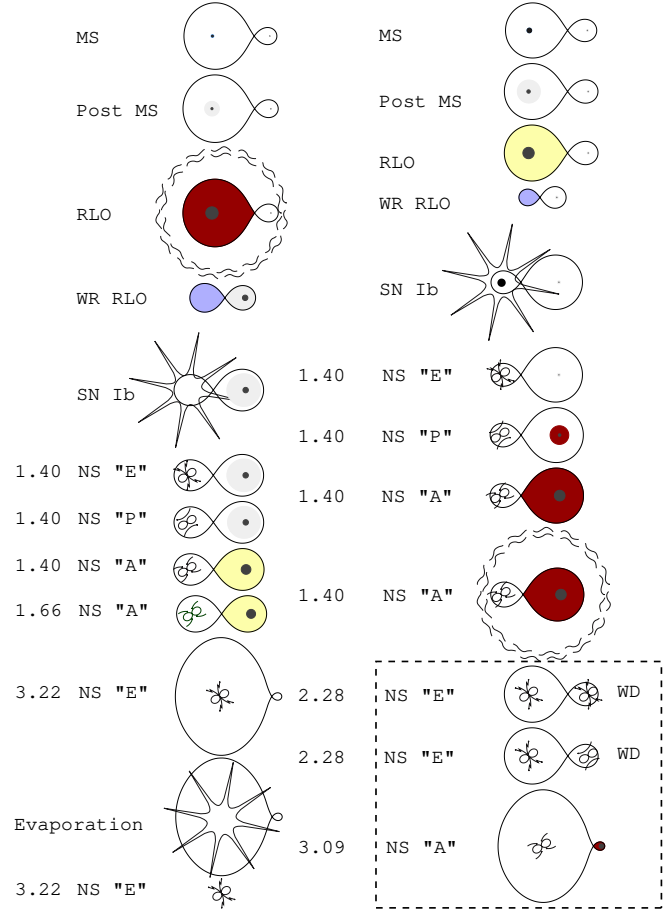 MS
Post MS
RLO
WR RLO
SN Ib
1.40 NS "E"
1.40 NS "P"
1.40 NS "A"
1.66 NS "A"
3.22 NS "E"
Evaporation
3.22 NS "E"
MS
Post MS
RLO
WR RLO
SN Ib
1.40 NS "E"
1.40 NS "P"
1.40 NS "A"
1.40 NS "A"
2.28 NS "E" WD
2.28 NS "E" WD
3.09 NS "A"